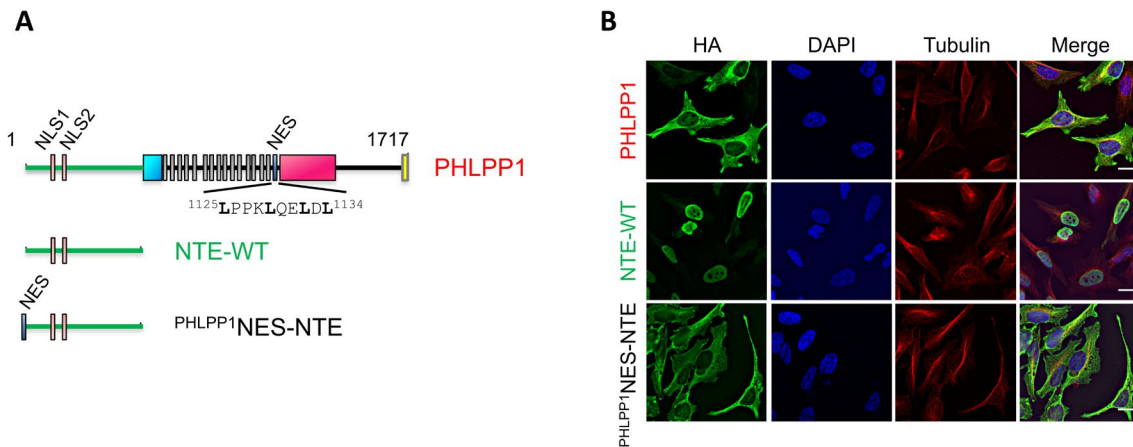 A
1
NLS1
NLS2
NES
1717
PHLPP1
1125LPPKLQELDL1134
NTE-WT
NES
PHLPP1NES-NTE
B
HA
DAPI
Tubulin
Merge
PHLPP1
NTE-WT
PHLPP1NES-NTE